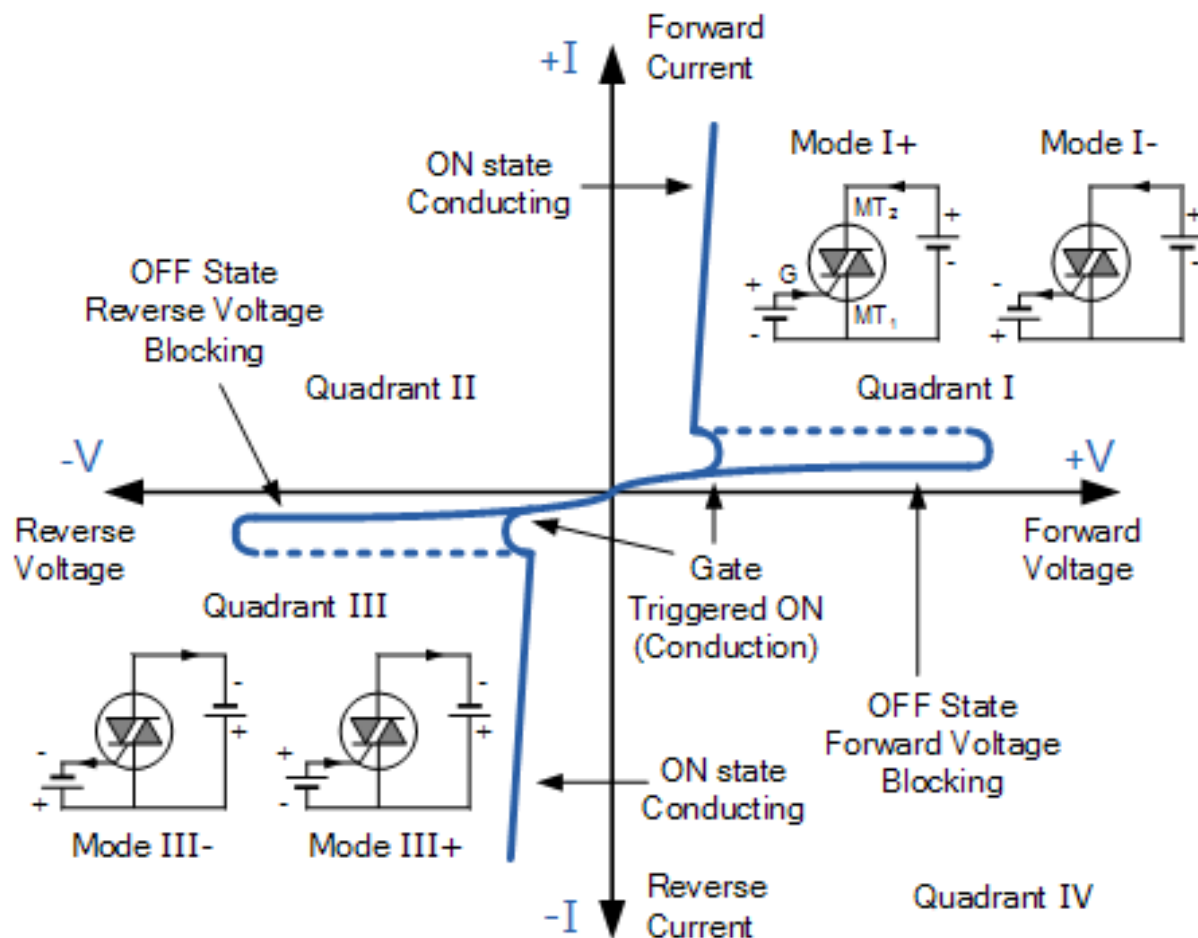 Forward
Current
+I
Mode I+
Mode I-
ON state
Conducting
MT₂
+
-
+
-
G
+
-
MT₁
-
+
OFF State
Reverse Voltage
Blocking
Quadrant II
Quadrant I
-V
+V
Reverse
Voltage
Forward
Voltage
Gate
Triggered ON
(Conduction)
Quadrant III
-
+
-
+
-
+
+
-
OFF State
Forward Voltage
Blocking
ON state
Conducting
Mode III-
Mode III+
-I
Reverse
Current
Quadrant IV